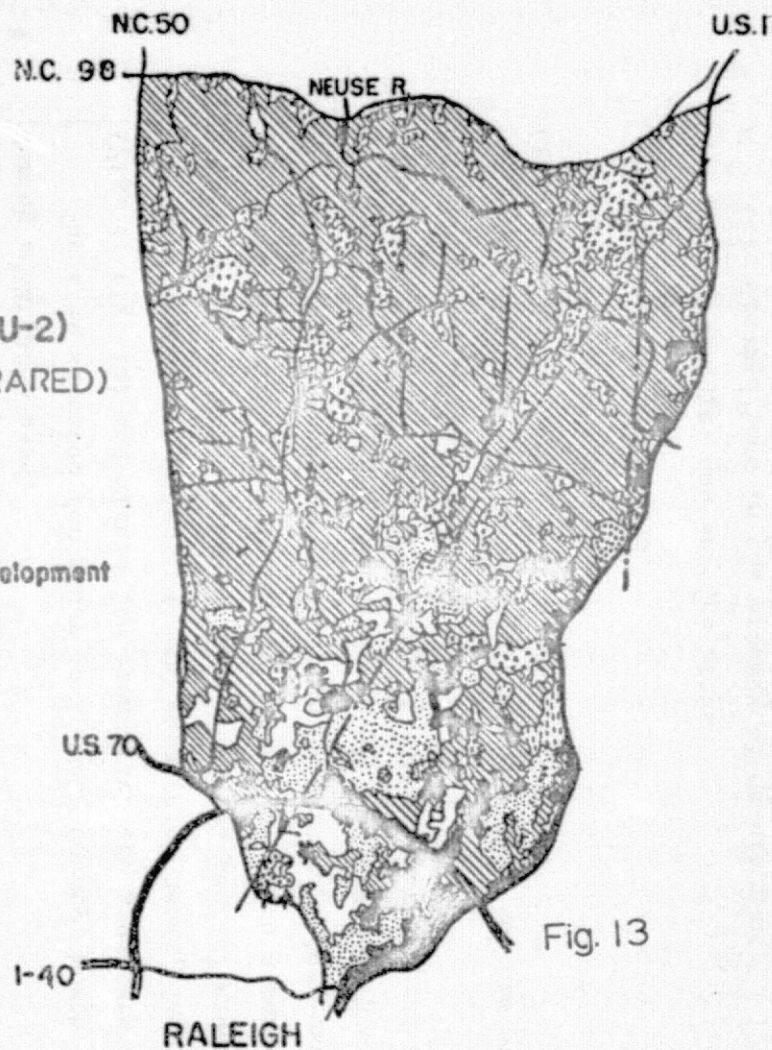 N.C. 50
U.S. 1
N.C. 98
NEUSE R.
U-2)
RARED)
elopment
U.S. 70
Fig. 13
I-40
RALEIGH